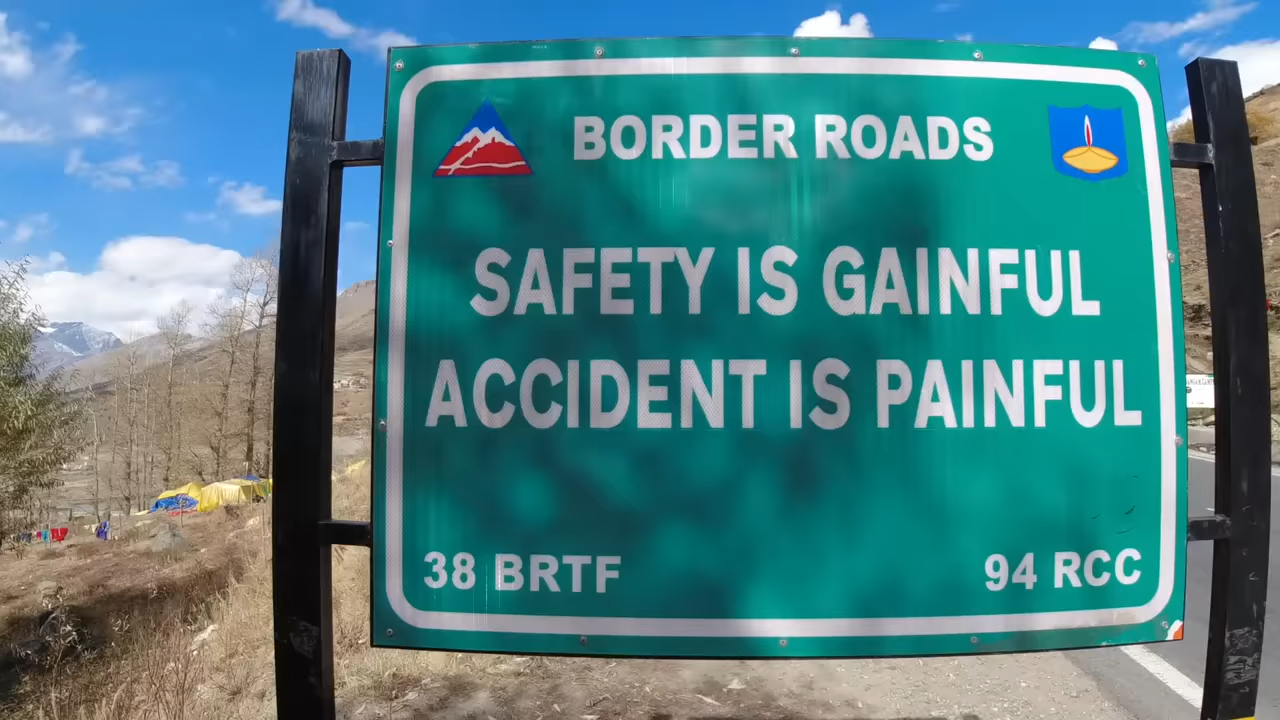 BORDER ROADS
SAFETY IS GAINFUL
ACCIDENT IS PAINFUL
38 BRTF
94 RCC